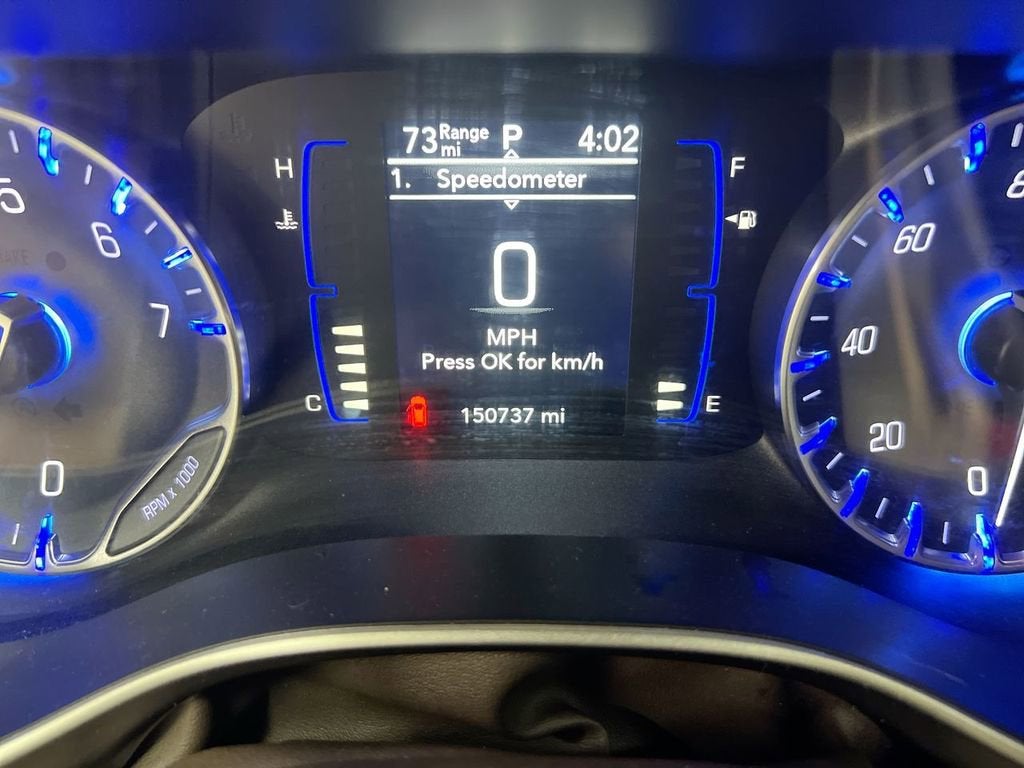 73 Range mi P 4:02
1. Speedometer
H
F
5
6
7
0
RPM x 1000
C
0
MPH
Press OK for km/h
150737 mi
E
60
40
20
0